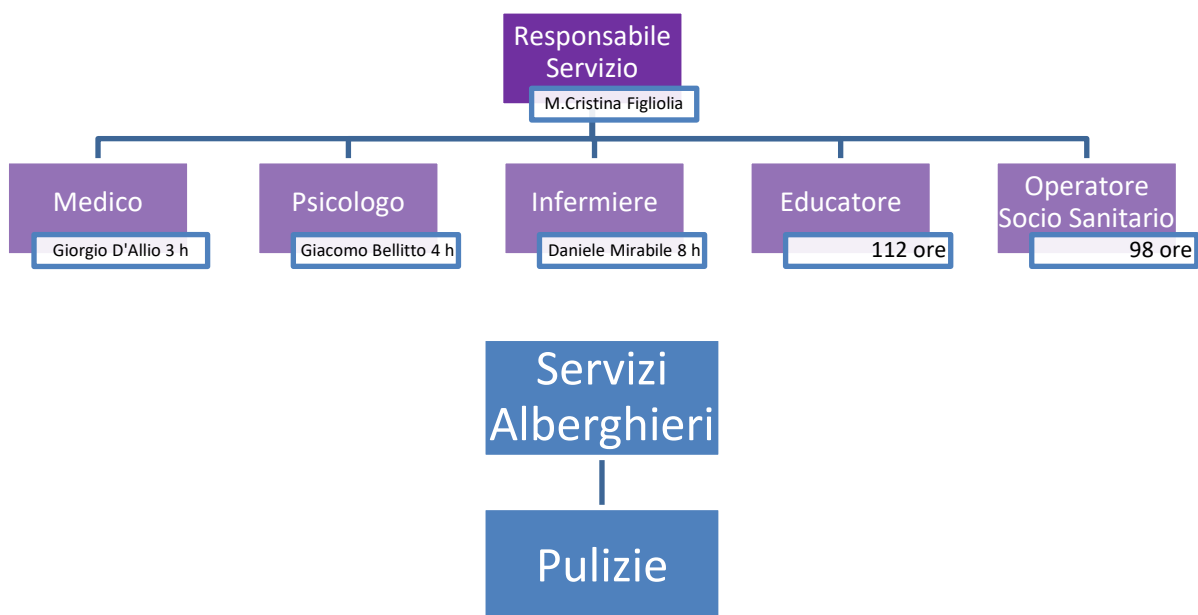 Responsabile
Servizio
M.Cristina Figliolia
Medico
Giorgio D'Allio 3 h
Psicologo
Giacomo Bellitto 4 h
Infermiere
Daniele Mirabile 8 h
Educatore
112 ore
Operatore
Socio Sanitario
98 ore
Servizi
Alberghieri
Pulizie